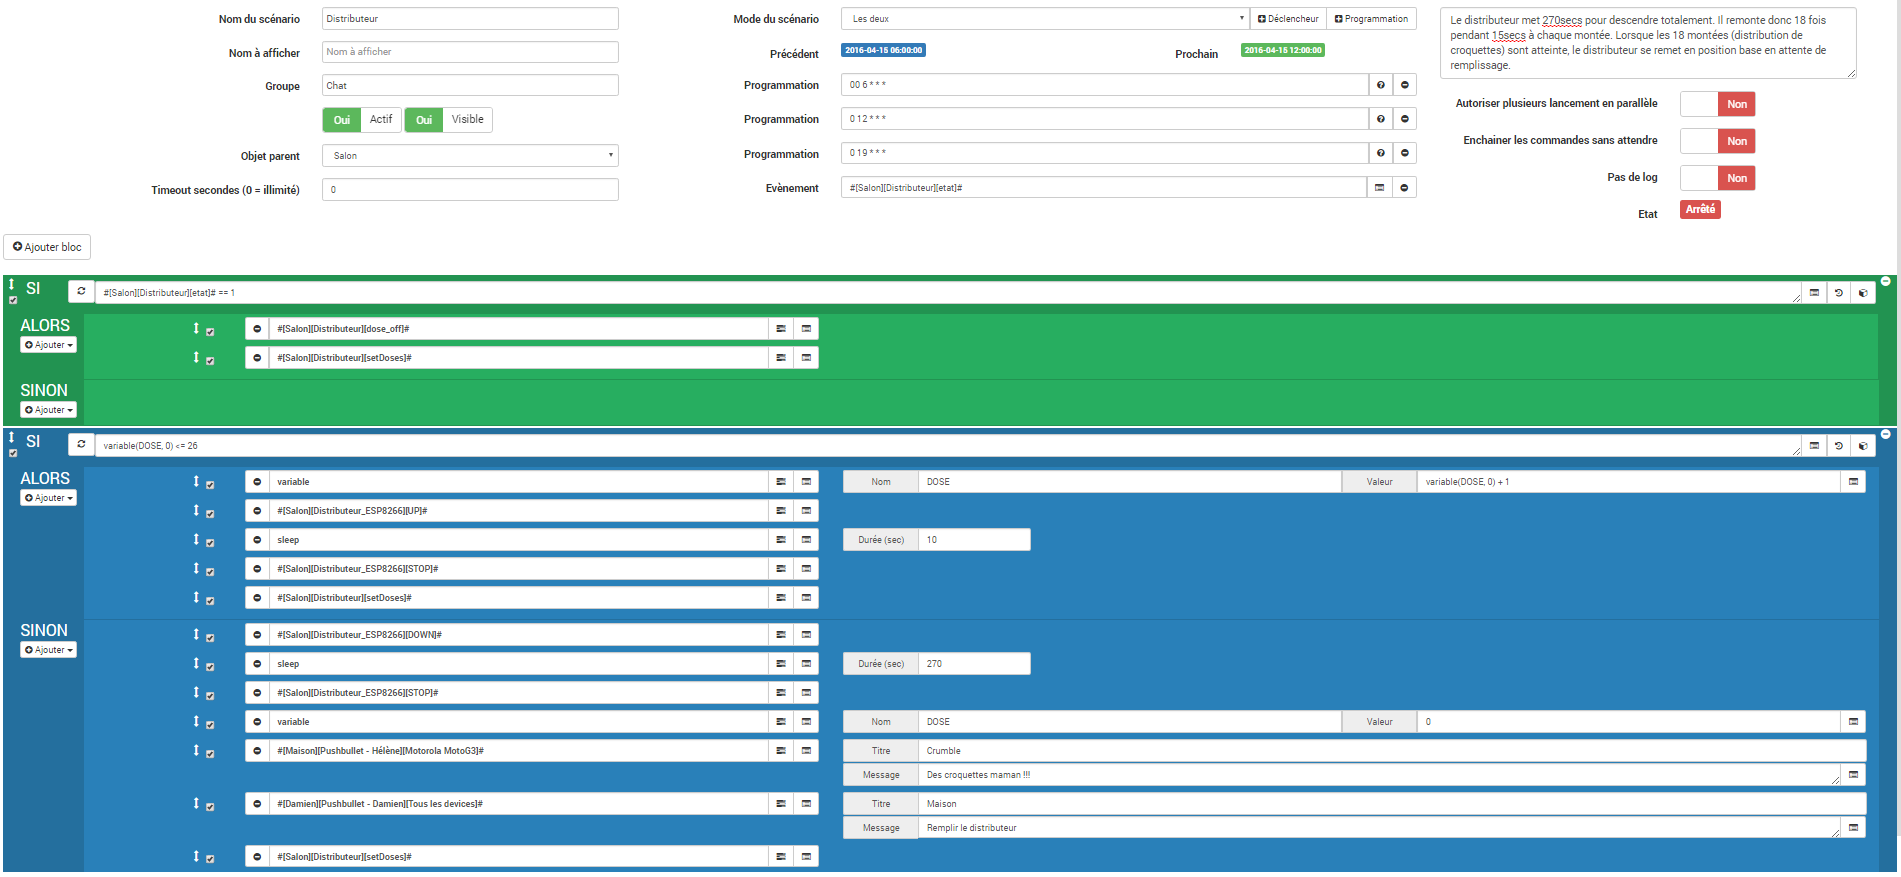 Nom du scénario Distributeur
Nom à afficher Nom à afficher
Groupe Chat
Oui Actif Oui Visible
Objet parent Salon
Timeout secondes (0 = illimité) 0
Mode du scénario Les deux Déclencheur Programmation
Précédent 2016-04-15 06:00:00 Prochain 2016-04-15 12:00:00
Programmation 00 6 * * *
Programmation 0 12 * * *
Programmation 0 19 * * *
Evènement #[Salon][Distributeur][etat]#
Le distributeur met 270secs pour descendre totalement. Il remonte donc 18 fois
pendant 15secs à chaque montée. Lorsque les 18 montées (distribution de
croquettes) sont atteinte, le distributeur se remet en position base en attente de
remplissage.
Autoriser plusieurs lancement en parallèle Non
Enchainer les commandes sans attendre Non
Pas de log Non
Etat Arrêté
Ajouter bloc
SI #[Salon][Distributeur][etat]# == 1
ALORS
Ajouter
#[Salon][Distributeur][dose_off]#
#[Salon][Distributeur][setDoses]#
SINON
Ajouter
SI variable(DOSE, 0) <= 26
ALORS
Ajouter
variable Nom DOSE Valeur variable(DOSE, 0) + 1
#[Salon][Distributeur_ESP8266][UP]#
sleep Durée (sec) 10
#[Salon][Distributeur_ESP8266][STOP]#
#[Salon][Distributeur][setDoses]#
SINON
Ajouter
#[Salon][Distributeur_ESP8266][DOWN]#
sleep Durée (sec) 270
#[Salon][Distributeur_ESP8266][STOP]#
variable Nom DOSE Valeur 0
#[Maison][Pushbullet - Hélène][Motorola MotoG3]# Titre Crumble
Message Des croquettes maman !!!
#[Damien][Pushbullet - Damien][Tous les devices]# Titre Maison
Message Remplir le distributeur
#[Salon][Distributeur][setDoses]#